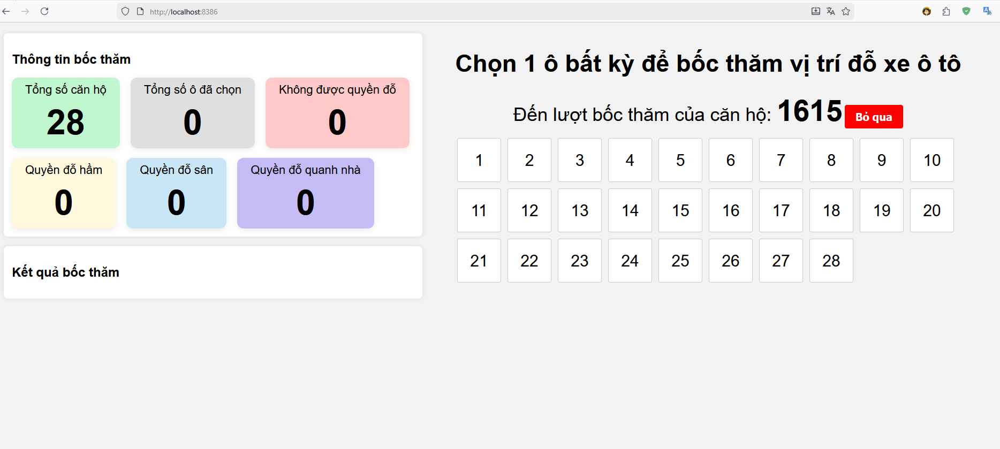 http://localhost:8386
Thông tin bốc thăm
Tổng số căn hộ
28
Tổng số ô đã chọn
0
Không được quyền đỗ
0
Quyền đỗ hầm
0
Quyền đỗ sân
0
Quyền đỗ quanh nhà
0
Kết quả bốc thăm
Chọn 1 ô bất kỳ để bốc thăm vị trí đỗ xe ô tô
Đến lượt bốc thăm của căn hộ: 1615 Bỏ qua
1 2 3 4 5 6 7 8 9 10
11 12 13 14 15 16 17 18 19 20
21 22 23 24 25 26 27 28